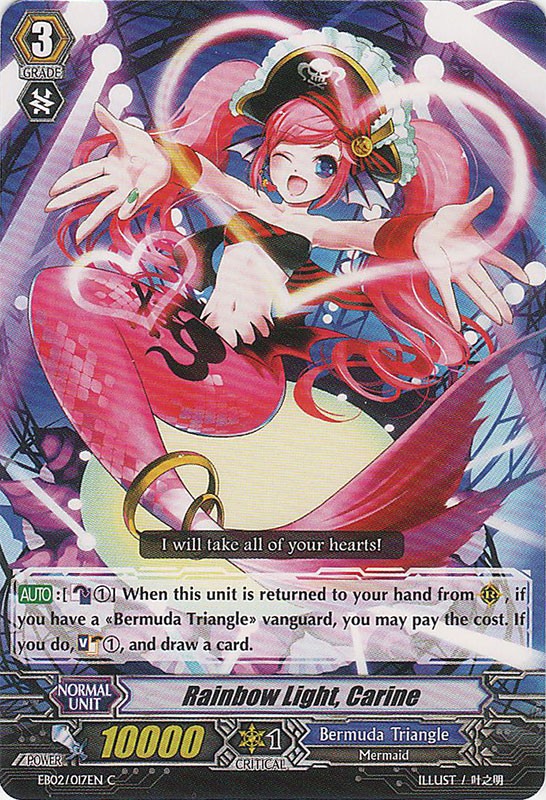 3
GRADE
I will take all of your hearts!
AUTO:[①] When this unit is returned to your hand from R, if
you have a «Bermuda Triangle» vanguard, you may pay the cost. If
you do, V①, and draw a card.
NORMAL
UNIT
Rainbow Light, Carine
POWER
10000
1
CRITICAL
Bermuda Triangle
Mermaid
EB02/017EN C
ILLUST / 叶之明